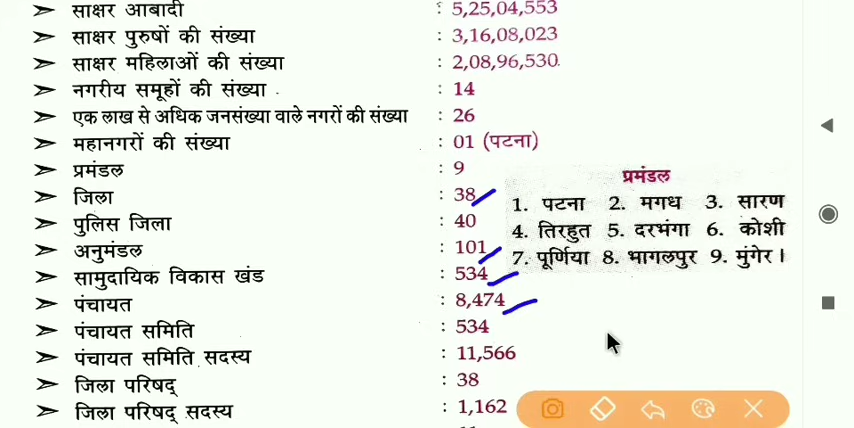 ➢ साक्षर आबादी : 5,25,04,553
➢ साक्षर पुरुषों की संख्या : 3,16,08,023
➢ साक्षर महिलाओं की संख्या : 2,08,96,530
➢ नगरीय समूहों की संख्या : 14
➢ एक लाख से अधिक जनसंख्या वाले नगरों की संख्या : 26
➢ महानगरों की संख्या : 01 (पटना)
➢ प्रमंडल : 9
➢ जिला : 38
➢ पुलिस जिला : 40
➢ अनुमंडल : 101
➢ सामुदायिक विकास खंड : 534
➢ पंचायत : 8,474
➢ पंचायत समिति : 534
➢ पंचायत समिति सदस्य : 11,566
➢ जिला परिषद् : 38
➢ जिला परिषद् सदस्य : 1,162
प्रमंडल
1. पटना 2. मगध 3. सारण
4. तिरहुत 5. दरभंगा 6. कोशी
7. पूर्णिया 8. भागलपुर 9. मुंगेर।